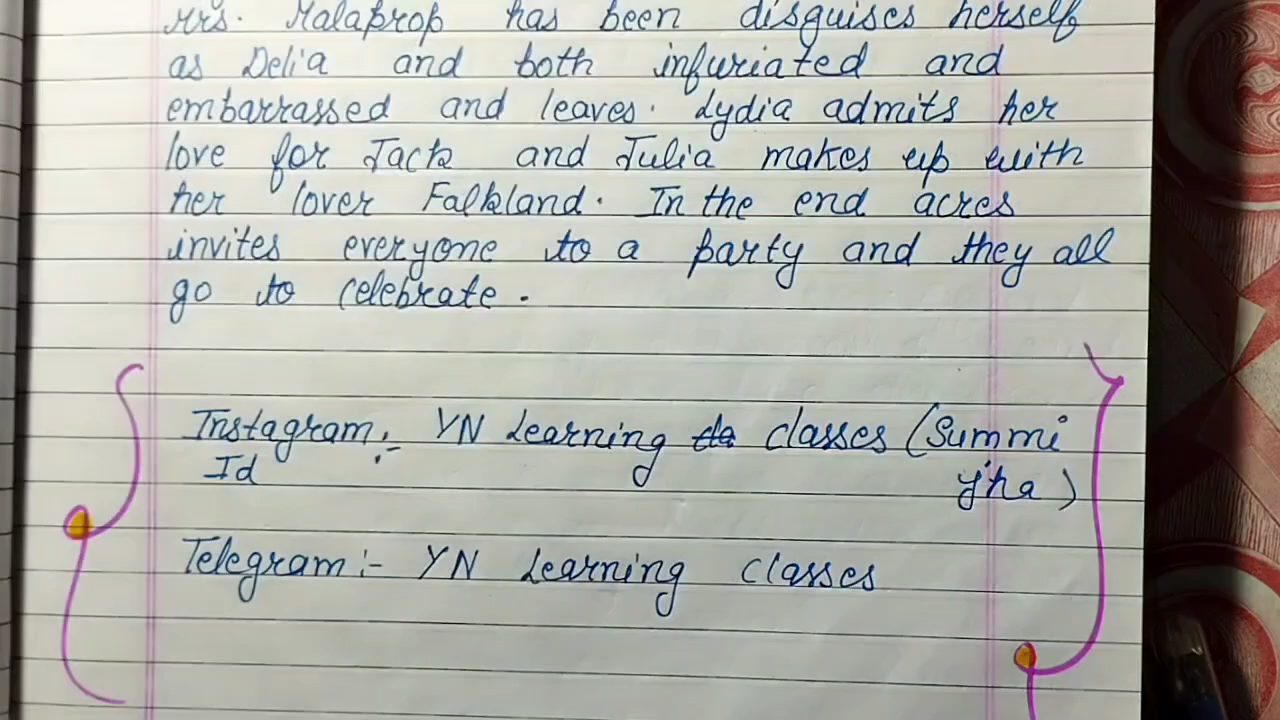 Mrs. Malaprop has been disguises herself
as Delia and both infuriated and
embarrassed and leaves. Lydia admits her
love for Jack and Julia makes up with
her lover Falkland. In the end acres
invites everyone to a party and they all
go to celebrate.
Instagram :- YN Learning classes (Summi
Id jha)
Telegram :- YN Learning classes